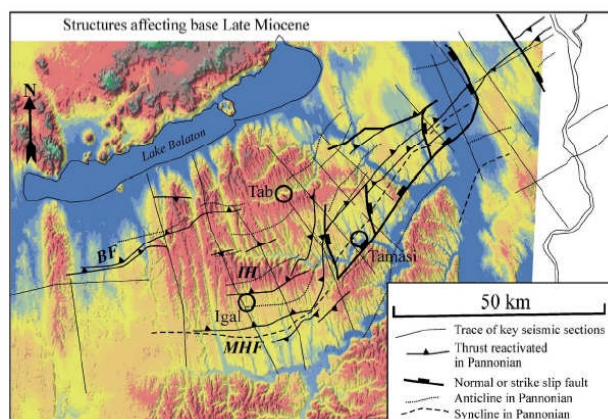 Structures affecting base Late Miocene
N
Lake Balaton
Tab
BF
IH
Tamási
Igal
MHF
50 km
Trace of key seismic sections
Thrust reactivated
in Pannonian
Normal or strike slip fault
Anticline in Pannonian
Syncline in Pannonian